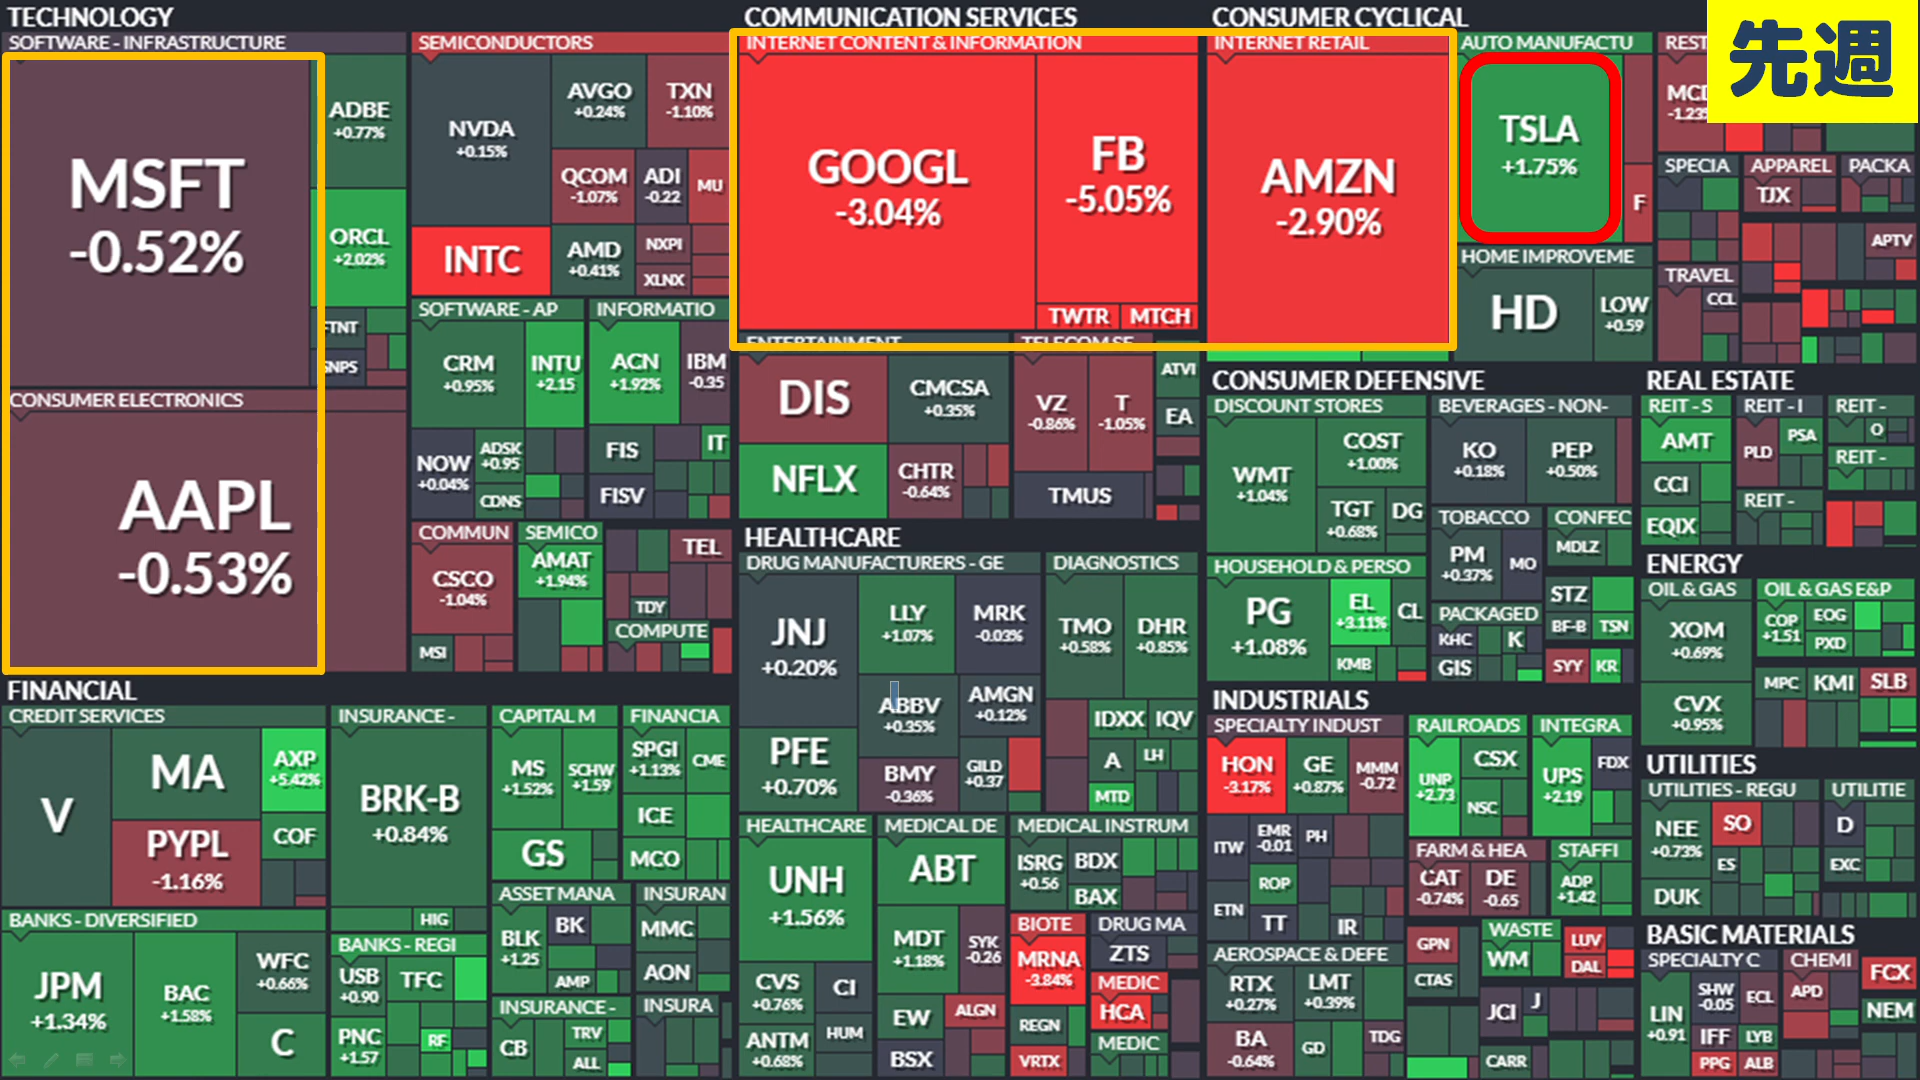 先週
TECHNOLOGY
SOFTWARE - INFRASTRUCTURE
MSFT
-0.52%
ADBE
+0.77%
ORCL
+2.02%
SNPS
CONSUMER ELECTRONICS
AAPL
-0.53%
SEMICONDUCTORS
NVDA
+0.15%
AVGO
+0.24%
TXN
-1.10%
QCOM
-1.07%
ADI
-0.22
MU
INTC
AMD
+0.41%
NXPI
XLNX
SOFTWARE - AP
CRM
+0.95%
INTU
+2.15
NOW
+0.04%
ADSK
+0.95
CDNS
INFORMATIO
ACN
+1.92%
IBM
-0.35
FIS
IT
FISV
COMMUN
CSCO
-1.04%
MSI
SEMICO
AMAT
+1.94%
TEL
TDY
COMPUTE
COMMUNICATION SERVICES
INTERNET CONTENT & INFORMATION
GOOGL
-3.04%
FB
-5.05%
TWTR
MTCH
ENTERTAINMENT
DIS
CMCSA
+0.35%
NFLX
CHTR
-0.64%
TELECOM SE
VZ
-0.86%
T
-1.05%
TMUS
ATVI
EA
CONSUMER CYCLICAL
INTERNET RETAIL
AMZN
-2.90%
AUTO MANUFACTU
TSLA
+1.75%
F
REST
-1.23
HOME IMPROVEME
HD
LOW
+0.59
SPECIA
APPAREL
TJX
PACKA
APTV
TRAVEL
CCL
CONSUMER DEFENSIVE
DISCOUNT STORES
WMT
+1.04%
COST
+1.00%
TGT
+0.68%
DG
BEVERAGES - NON-
KO
+0.18%
PEP
+0.50%
TOBACCO
PM
+0.37%
MO
CONFEC
MDLZ
HOUSEHOLD & PERSO
PG
+1.08%
EL
+3.11%
CL
KMB
PACKAGED
KHC
K
GIS
STZ
BF-B
TSN
SYY
KR
REAL ESTATE
REIT - S
AMT
CCI
EQIX
REIT - I
PLD
PSA
REIT -
REIT -
O
REIT -
ENERGY
OIL & GAS
XOM
+0.69%
CVX
+0.95%
OIL & GAS E&P
COP
+1.51
EOG
PXD
MPC
KMI
SLB
HEALTHCARE
DRUG MANUFACTURERS - GE
JNJ
+0.20%
LLY
+1.07%
MRK
-0.03%
PFE
+0.70%
ABBV
+0.35%
AMGN
+0.12%
BMY
-0.36%
GILD
+0.37
DIAGNOSTICS
TMO
+0.58%
DHR
+0.85%
IDXX
IQV
A
LH
MTD
HEALTHCARE
UNH
+1.56%
CVS
+0.76%
CI
ANTM
+0.68%
HUM
MEDICAL DE
ABT
MDT
+1.18%
SYK
-0.26
EW
ALGN
BSX
MEDICAL INSTRUM
ISRG
+0.56
BDX
BAX
BIOTE
MRNA
-3.84%
REGN
VRTX
DRUG MA
ZTS
MEDIC
HCA
MEDIC
FINANCIAL
CREDIT SERVICES
V
MA
AXP
+5.42%
PYPL
-1.16%
COF
INSURANCE -
BRK-B
+0.84%
HIG
CAPITAL M
MS
+1.52%
SCHW
+1.59
GS
FINANCIA
SPGI
+1.13%
CME
ICE
MCO
BANKS - DIVERSIFIED
JPM
+1.34%
BAC
+1.58%
WFC
+0.66%
C
BANKS - REGI
USB
+0.90
TFC
PNC
+1.57
RF
ASSET MANA
BLK
+1.25
BK
AMP
INSURAN
MMC
AON
INSURANCE -
CB
TRV
ALL
INSURA
INDUSTRIALS
SPECIALTY INDUST
HON
-3.17%
GE
+0.87%
MMM
-0.72
ITW
EMR
-0.01
PH
ROP
ETN
TT
IR
RAILROADS
UNP
+2.73
CSX
NSC
INTEGRA
UPS
+2.19
FDX
FARM & HEA
CAT
-0.74%
DE
-0.65
STAFFI
ADP
+1.42
AEROSPACE & DEFE
RTX
+0.27%
LMT
+0.39%
BA
-0.64%
GD
TDG
GPN
CTAS
WASTE
WM
LUV
DAL
JCI
J
CARR
UTILITIES
UTILITIES - REGU
NEE
+0.73%
SO
ES
DUK
UTILITIE
D
EXC
BASIC MATERIALS
SPECIALTY C
LIN
+0.91
SHW
-0.05
ECL
IFF
LYB
PPG
ALB
CHEMI
APD
FCX
NEM